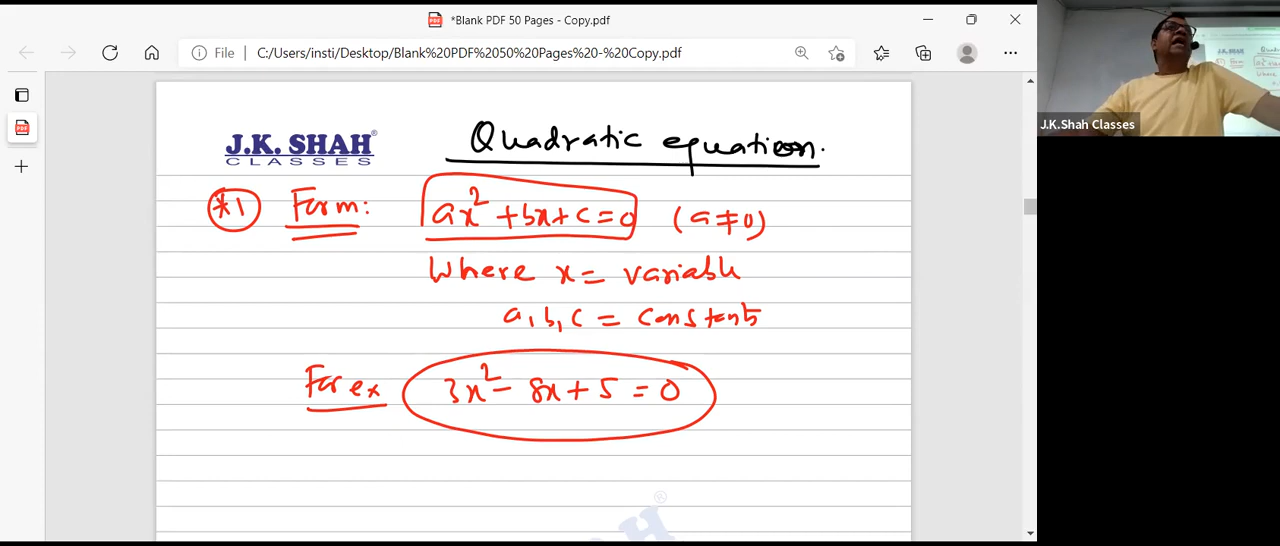 *Blank PDF 50 Pages - Copy.pdf
File C:/Users/insti/Desktop/Blank%20PDF%2050%20Pages%20-%20Copy.pdf
J.K.Shah Classes
J.K. SHAH®
CLASSES
Quadratic equation.
*1 Form: ax² + bx + c = 0 (a ≠ 0)
Where x = variable
a, b, c = constants
For ex 3x² - 8x + 5 = 0